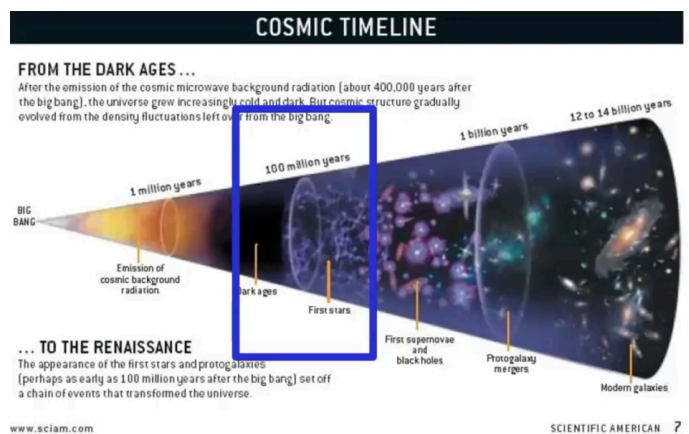 COSMIC TIMELINE
FROM THE DARK AGES ...
After the emission of the cosmic microwave background radiation (about 400,000 years after
the big bang), the universe grew increasingly cold and dark. But cosmic structure gradually
evolved from the density fluctuations left over from the big bang.
12 to 14 billion years
1 billion years
100 million years
1 million years
BIG
BANG
Emission of
cosmic background
radiation
Dark ages
First stars
First supernovae
and
black holes
Protogalaxy
mergers
Modern galaxies
... TO THE RENAISSANCE
The appearance of the first stars and protogalaxies
(perhaps as early as 100 million years after the big bang) set off
a chain of events that transformed the universe.
www.sciam.com
SCIENTIFIC AMERICAN 7